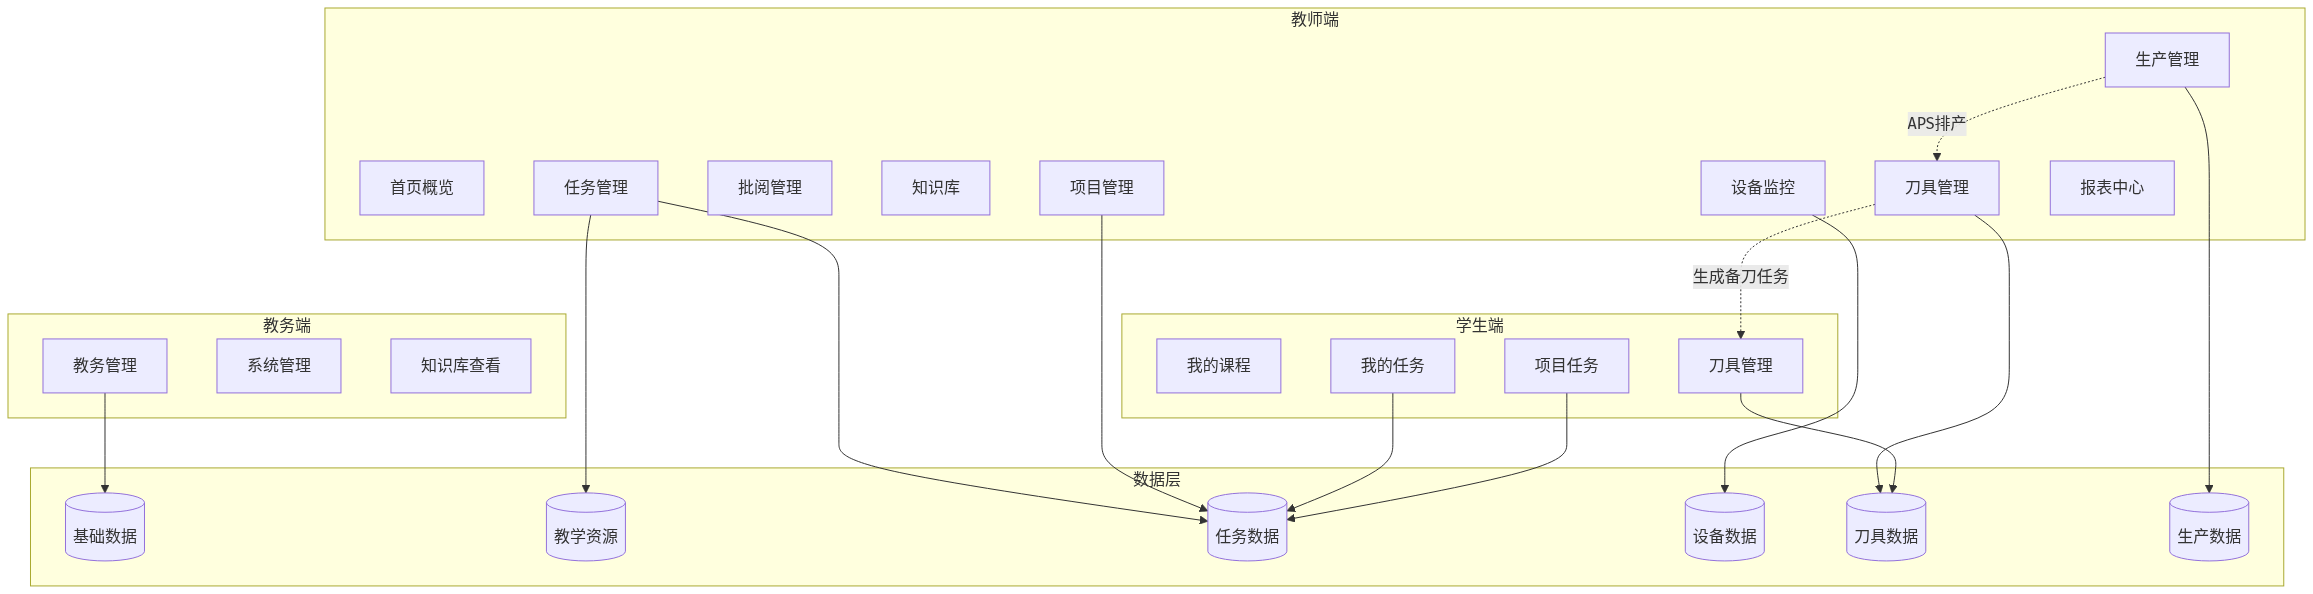 教师端
生产管理
APS排产
首页概览
任务管理
批阅管理
知识库
项目管理
设备监控
刀具管理
报表中心
生成备刀任务
教务端
教务管理
系统管理
知识库查看
学生端
我的课程
我的任务
项目任务
刀具管理
数据层
基础数据
教学资源
任务数据
设备数据
刀具数据
生产数据